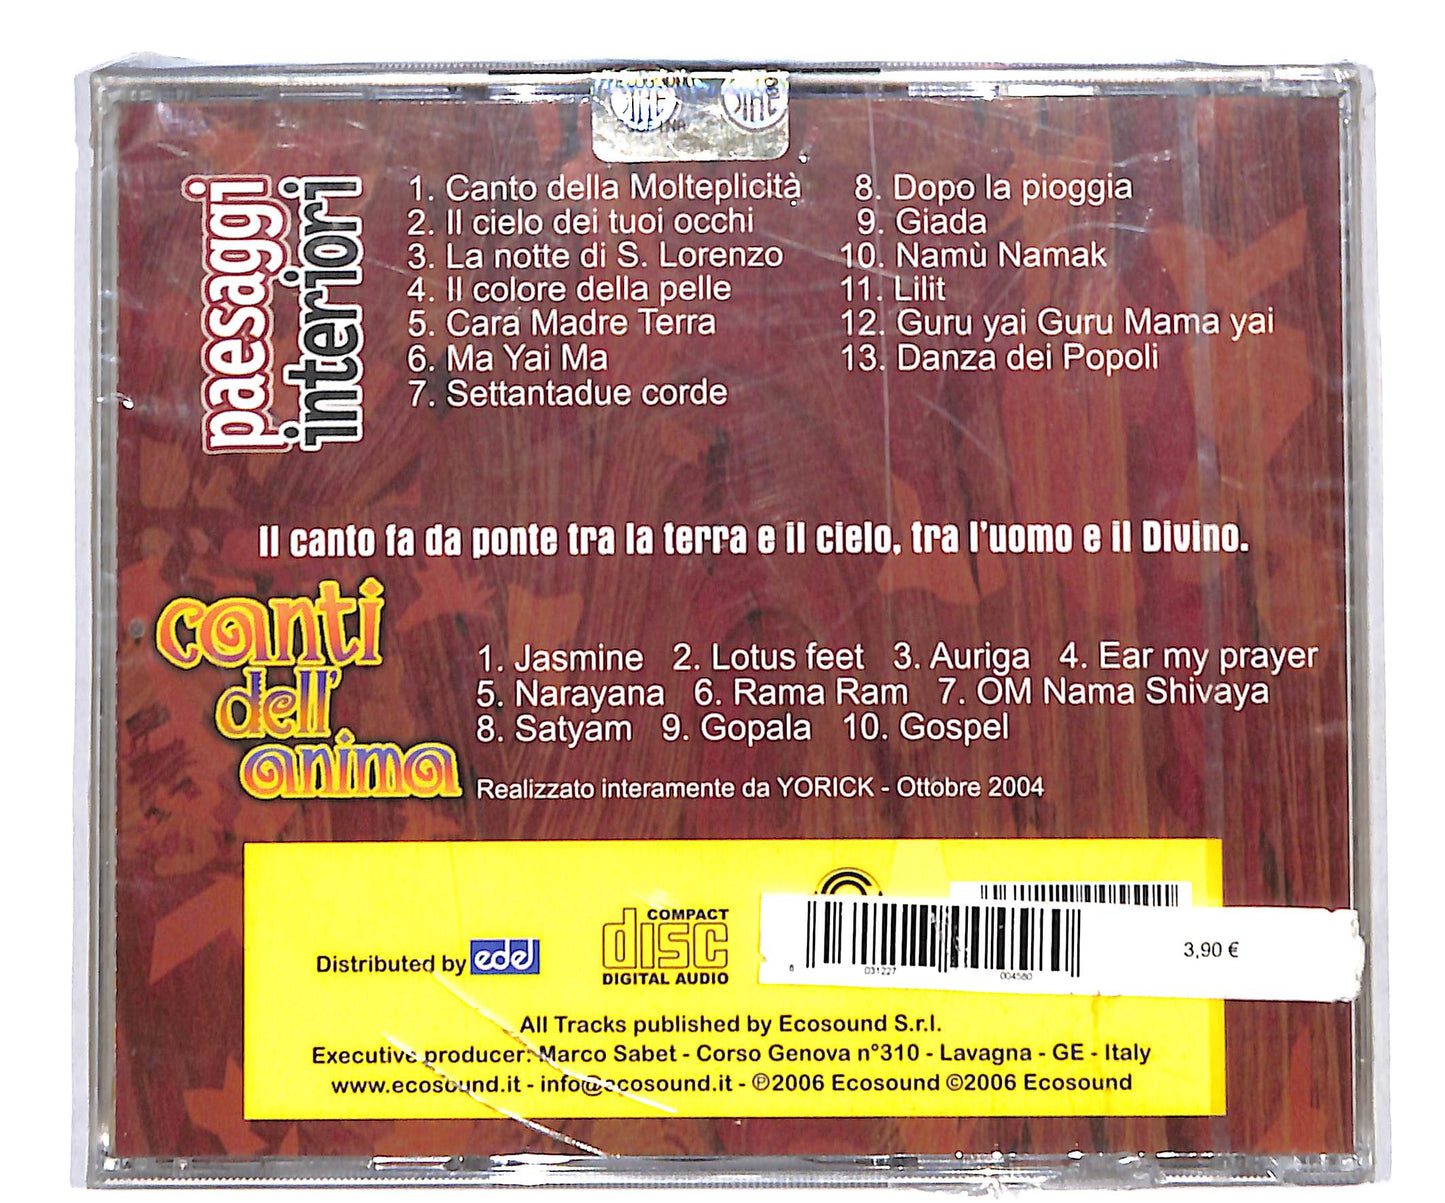 paesaggi
interiori
1. Canto della Molteplicità
2. Il cielo dei tuoi occhi
3. La notte di S. Lorenzo
4. Il colore della pelle
5. Cara Madre Terra
6. Ma Yai Ma
7. Settantadue corde
8. Dopo la pioggia
9. Giada
10. Namù Namak
11. Lilit
12. Guru yai Guru Mama yai
13. Danza dei Popoli
Il canto fa da ponte tra la terra e il cielo, tra l'uomo e il Divino.
canti
dell'
anima
1. Jasmine 2. Lotus feet 3. Auriga 4. Ear my prayer
5. Narayana 6. Rama Ram 7. OM Nama Shivaya
8. Satyam 9. Gopala 10. Gospel
Realizzato interamente da YORICK - Ottobre 2004
Distributed by edel
COMPACT
disc
DIGITAL AUDIO
8 031227 004580
3,90 €
All Tracks published by Ecosound S.r.l.
Executive producer: Marco Sabet - Corso Genova n°310 - Lavagna - GE - Italy
www.ecosound.it - info@ecosound.it - ℗2006 Ecosound ©2006 Ecosound